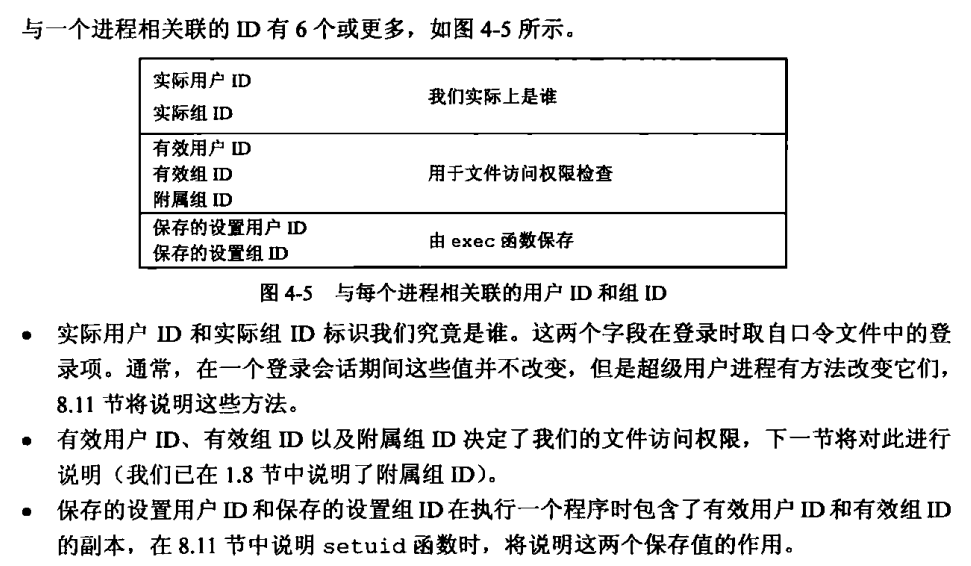 与一个进程相关联的 ID 有 6 个或更多，如图 4-5 所示。
实际用户 ID
实际组 ID
我们实际上是谁
有效用户 ID
有效组 ID
附属组 ID
用于文件访问权限检查
保存的设置用户 ID
保存的设置组 ID
由 exec 函数保存
图 4-5 与每个进程相关联的用户 ID 和组 ID
• 实际用户 ID 和实际组 ID 标识我们究竟是谁。这两个字段在登录时取自口令文件中的登
录项。通常，在一个登录会话期间这些值并不改变，但是超级用户进程有方法改变它们，
8.11 节将说明这些方法。
• 有效用户 ID、有效组 ID 以及附属组 ID 决定了我们的文件访问权限，下一节将对此进行
说明（我们已在 1.8 节中说明了附属组 ID）。
• 保存的设置用户 ID 和保存的设置组 ID 在执行一个程序时包含了有效用户 ID 和有效组 ID
的副本，在 8.11 节中说明 setuid 函数时，将说明这两个保存值的作用。